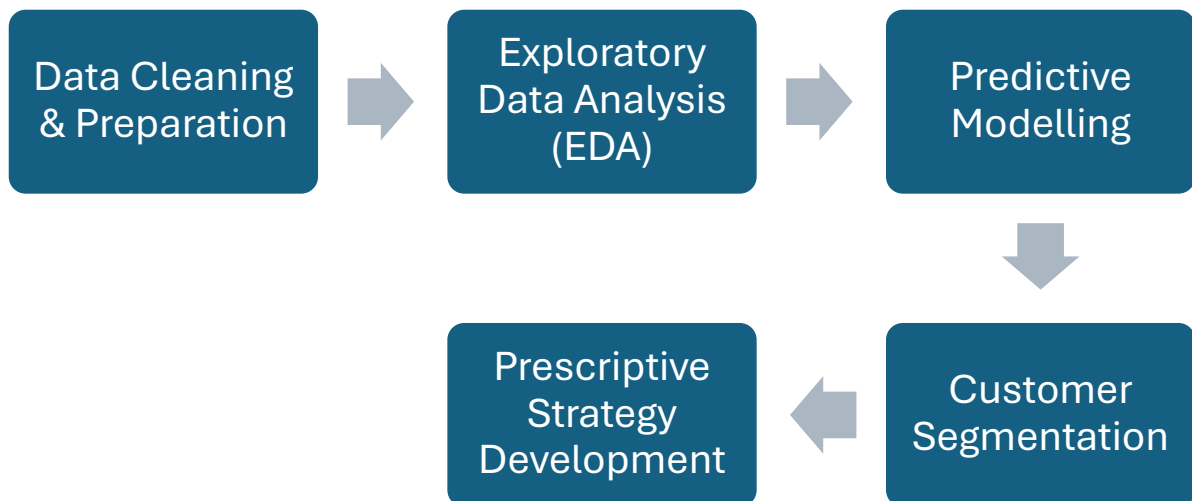 Data Cleaning
& Preparation
Exploratory
Data Analysis
(EDA)
Predictive
Modelling
Customer
Segmentation
Prescriptive
Strategy
Development